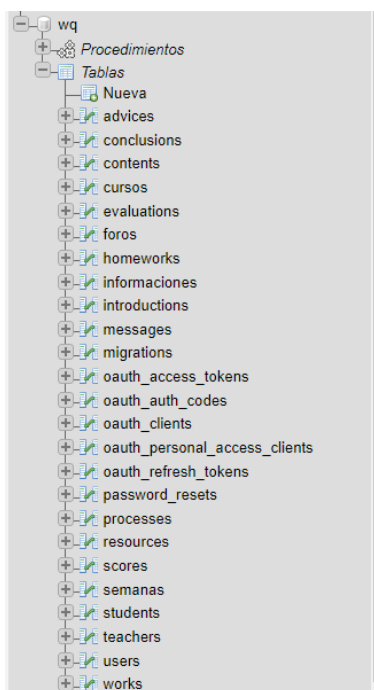 wq
Procedimientos
Tablas
Nueva
advices
conclusions
contents
cursos
evaluations
foros
homeworks
informaciones
introductions
messages
migrations
oauth_access_tokens
oauth_auth_codes
oauth_clients
oauth_personal_access_clients
oauth_refresh_tokens
password_resets
processes
resources
scores
semanas
students
teachers
users
works